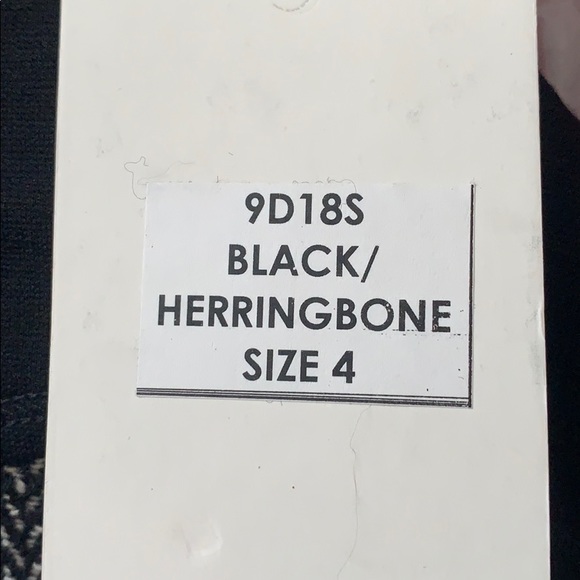 9D18S
BLACK/
HERRINGBONE
SIZE 4